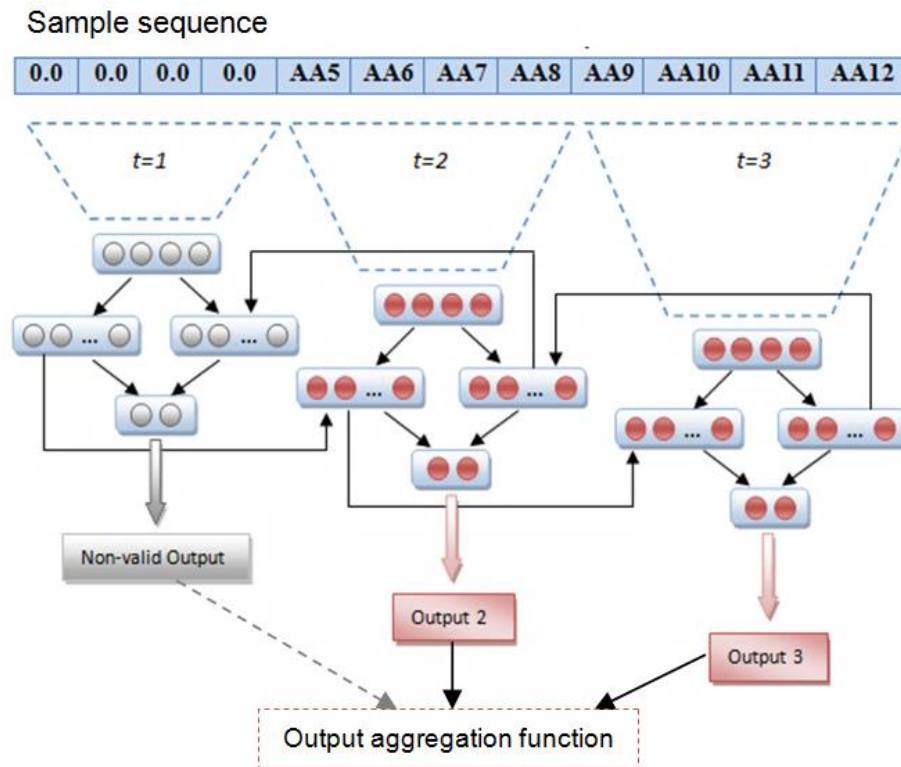 Sample sequence
0.0 0.0 0.0 0.0 AA5 AA6 AA7 AA8 AA9 AA10 AA11 AA12
t=1 t=2 t=3
...
...
...
...
...
...
Non-valid Output
Output 2
Output 3
Output aggregation function